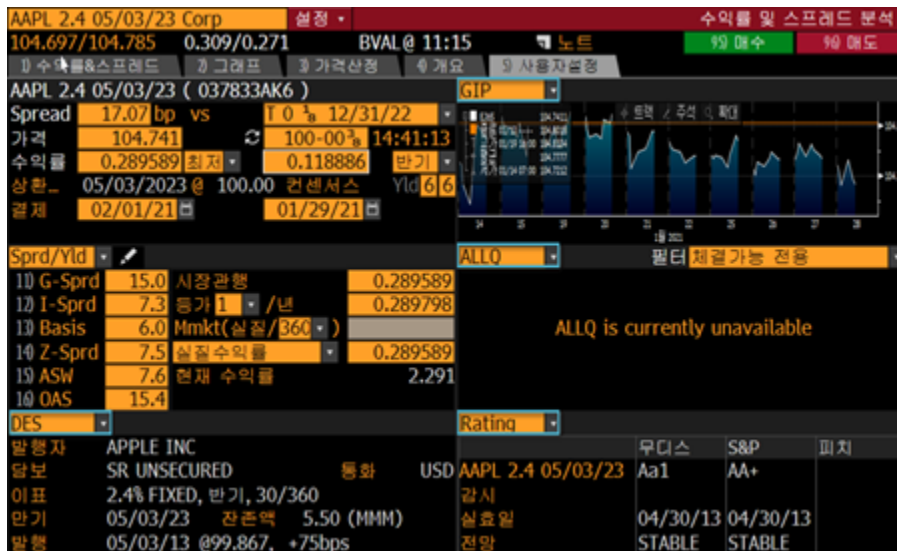 AAPL 2.4 05/03/23 Corp 설정 수익률 및 스프레드 분석
104.697/104.785 0.309/0.271 BVAL @ 11:15 노트 95) 매수 96) 매도
1) 수익률&스프레드 2) 그래프 3) 가격산정 4) 개요 5) 사용자설정
AAPL 2.4 05/03/23 ( 037833AK6 ) GIP
Spread 17.07 bp vs T 0 ⅛ 12/31/22
트랙 주석 확대
가격 104.741 100-00⅜ 14:41:13
수익률 0.289589 최저 0.118886 반기
상환 05/03/2023 @ 100.00 컨센서스 Yld 6 6
결제 02/01/21 01/29/21
1월 2021
Sprd/Yld ALLQ 필터 체결가능 전용
11) G-Sprd 15.0 시장관행 0.289589
12) I-Sprd 7.3 등가 1 /년 0.289798
13) Basis 6.0 Mmkt(실질/360)
ALLQ is currently unavailable
14) Z-Sprd 7.5 실질수익률 0.289589
15) ASW 7.6 현재 수익률 2.291
16) OAS 15.4
DES Rating
발행자 APPLE INC 무디스 S&P 피치
담보 SR UNSECURED 통화 USD AAPL 2.4 05/03/23 Aa1 AA+
이표 2.4% FIXED, 반기, 30/360 감시
만기 05/03/23 잔존액 5.50 (MMM) 실효일 04/30/13 04/30/13
발행 05/03/13 @99.867, +75bps 전망 STABLE STABLE